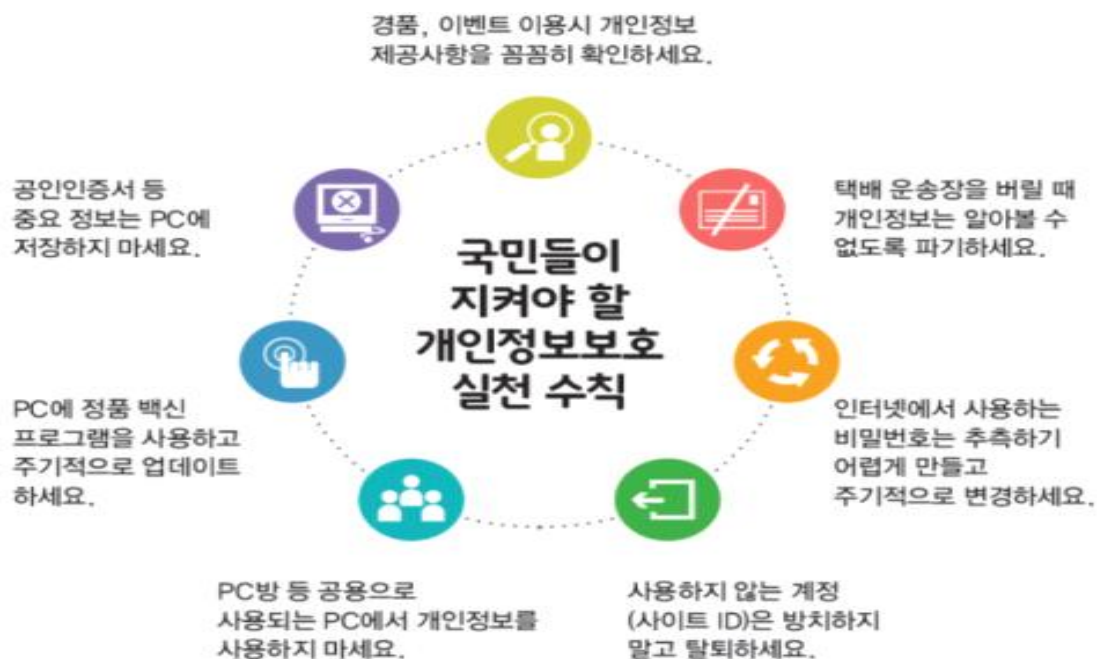 경품, 이벤트 이용시 개인정보
제공사항을 꼼꼼히 확인하세요.
공인인증서 등
중요 정보는 PC에
저장하지 마세요.
택배 운송장을 버릴 때
개인정보는 알아볼 수
없도록 파기하세요.
국민들이
지켜야 할
개인정보보호
실천 수칙
PC에 정품 백신
프로그램을 사용하고
주기적으로 업데이트
하세요.
인터넷에서 사용하는
비밀번호는 추측하기
어렵게 만들고
주기적으로 변경하세요.
PC방 등 공용으로
사용되는 PC에서 개인정보를
사용하지 마세요.
사용하지 않는 계정
(사이트 ID)은 방치하지
말고 탈퇴하세요.